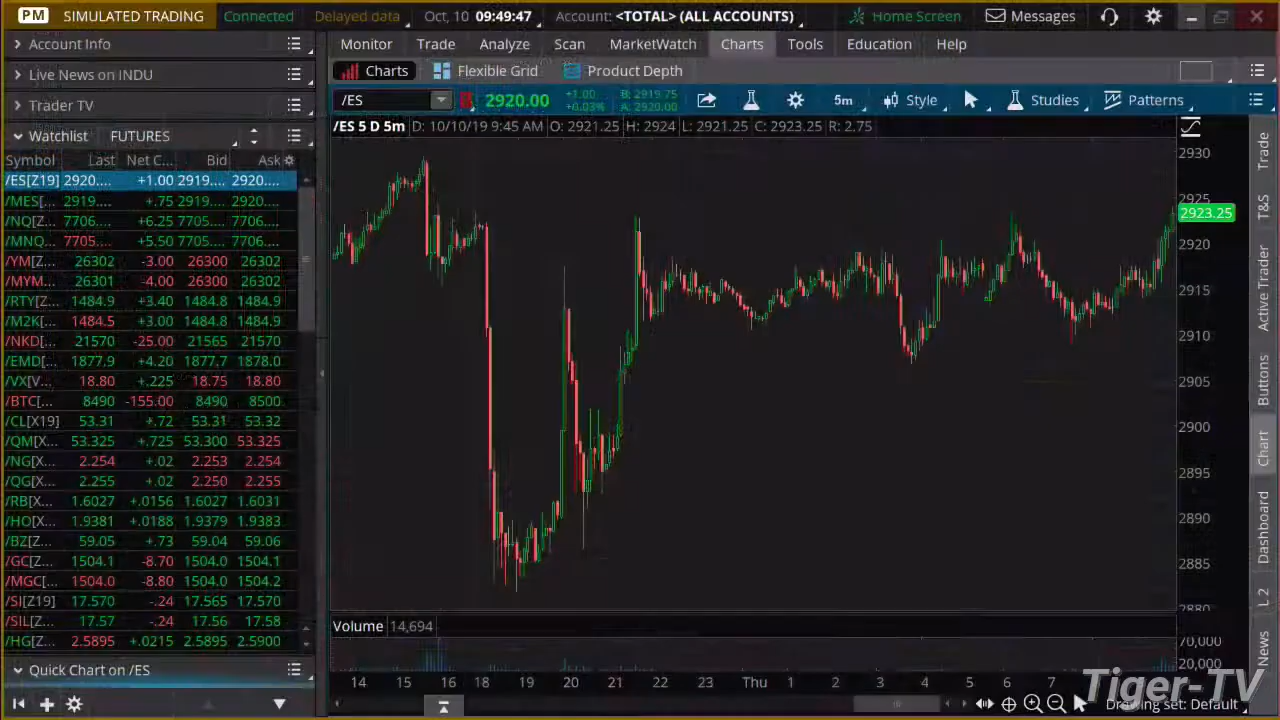 PM SIMULATED TRADING Connected Delayed data Oct, 10 09:49:47 Account: <TOTAL> (ALL ACCOUNTS) Home Screen Messages
Account Info
Live News on INDU
Trader TV
Watchlist FUTURES
Symbol Last Net C... Bid Ask
/ES[Z19] 2920.... +1.00 2919.... 2920....
/MES[... 2919.... +.75 2919.... 2920....
/NQ[Z... 7706.... +6.25 7705.... 7706....
/MNQ... 7705.... +5.50 7705.... 7706....
/YM[Z... 26302 -3.00 26300 26302
/MYM... 26301 -4.00 26300 26302
/RTY[Z... 1484.9 +3.40 1484.8 1484.9
/M2K[... 1484.5 +3.00 1484.8 1484.9
/NKD[... 21570 -25.00 21565 21570
/EMD[... 1877.9 +4.20 1877.7 1878.0
/VX[V... 18.80 +.225 18.75 18.80
/BTC[... 8490 -155.00 8490 8500
/CL[X19] 53.31 +.72 53.31 53.32
/QM[X... 53.325 +.725 53.300 53.325
/NG[X... 2.254 +.02 2.253 2.254
/QG[X... 2.255 +.02 2.250 2.255
/RB[X... 1.6027 +.0156 1.6027 1.6031
/HO[X... 1.9381 +.0188 1.9379 1.9383
/BZ[Z... 59.05 +.73 59.04 59.06
/GC[Z... 1504.1 -8.70 1504.0 1504.1
/MGC[... 1504.0 -8.80 1504.0 1504.2
/SI[Z19] 17.570 -.24 17.565 17.570
/SIL[Z... 17.57 -.24 17.56 17.58
/HG[Z... 2.5895 +.0215 2.5895 2.5900
Quick Chart on /ES
Monitor Trade Analyze Scan MarketWatch Charts Tools Education Help
Charts Flexible Grid Product Depth
/ES 2920.00 +1.00 +0.03% B: 2919.75 A: 2920.00 5m Style Studies Patterns
/ES 5 D 5m D: 10/10/19 9:45 AM O: 2921.25 H: 2924 L: 2921.25 C: 2923.25 R: 2.75
2930
2925
2923.25
2920
2915
2910
2905
2900
2895
2890
2885
2880
Volume 14,694
70,000
20,000
14 15 16 18 19 20 21 22 23 Thu 1 2 3 4 5 6 7
Drawing set: Default
Tiger-TV
Trade
T&S
Active Trader
Buttons
Chart
Dashboard
L 2
News